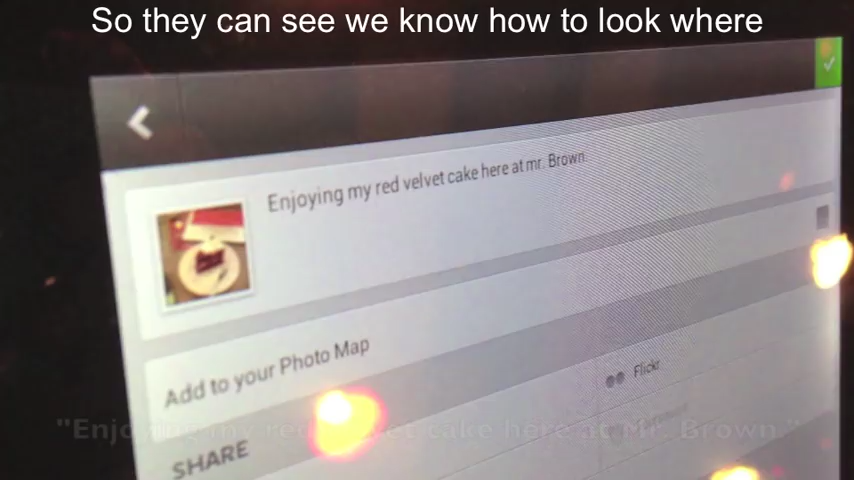 So they can see we know how to look where
Enjoying my red velvet cake here at mr. Brown.
Add to your Photo Map
Flickr
SHARE
"Enjoying my red velvet cake here at Mr. Brown."